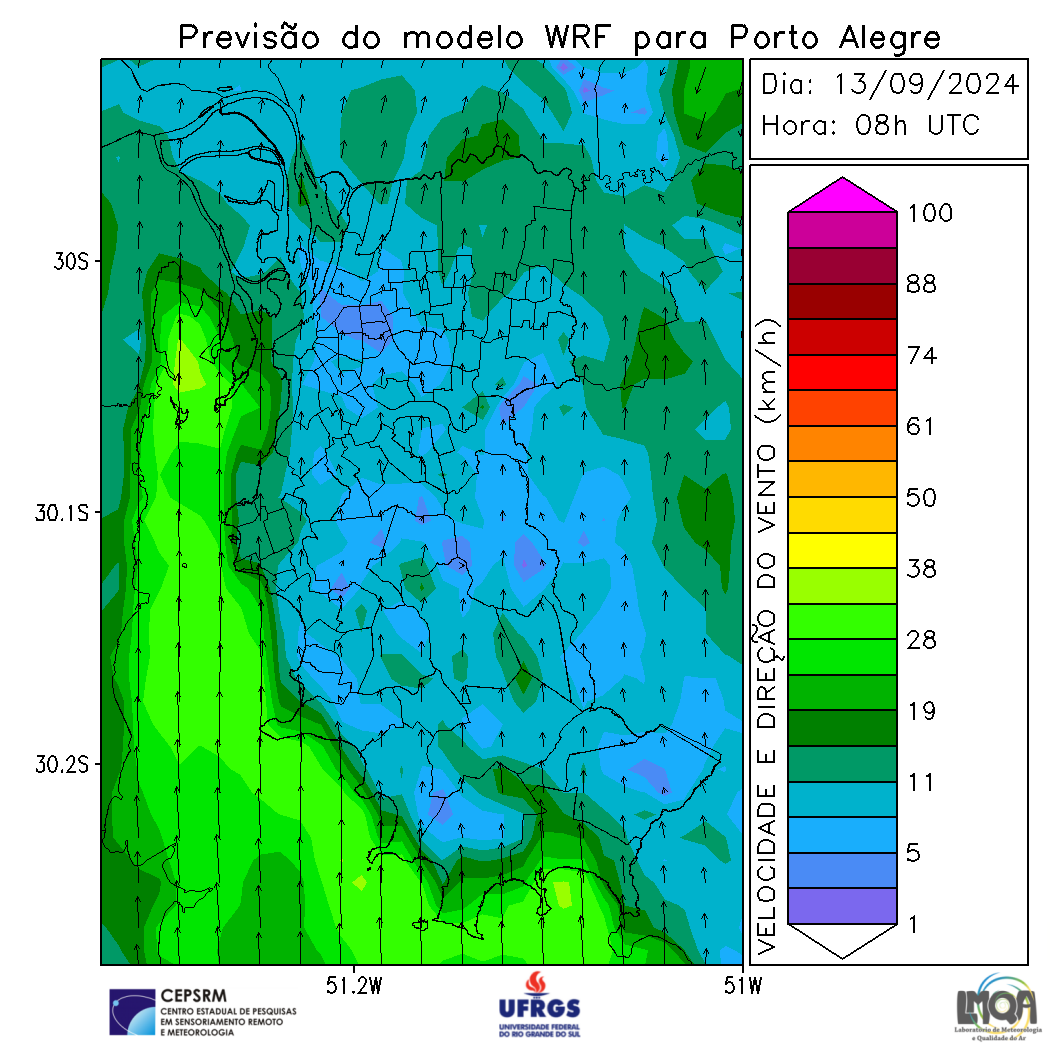 Previsão do modelo WRF para Porto Alegre
Dia: 13/09/2024
Hora: 08h UTC
30S
30.1S
30.2S
51.2W
51W
VELOCIDADE E DIREÇÃO DO VENTO (km/h)
100
88
74
61
50
38
28
19
11
5
1
CEPSRM
CENTRO ESTADUAL DE PESQUISAS
EM SENSORIAMENTO REMOTO
E METEOROLOGIA
UFRGS
UNIVERSIDADE FEDERAL
DO RIO GRANDE DO SUL
LMQA
Laboratório de Meteorologia
e Qualidade do Ar